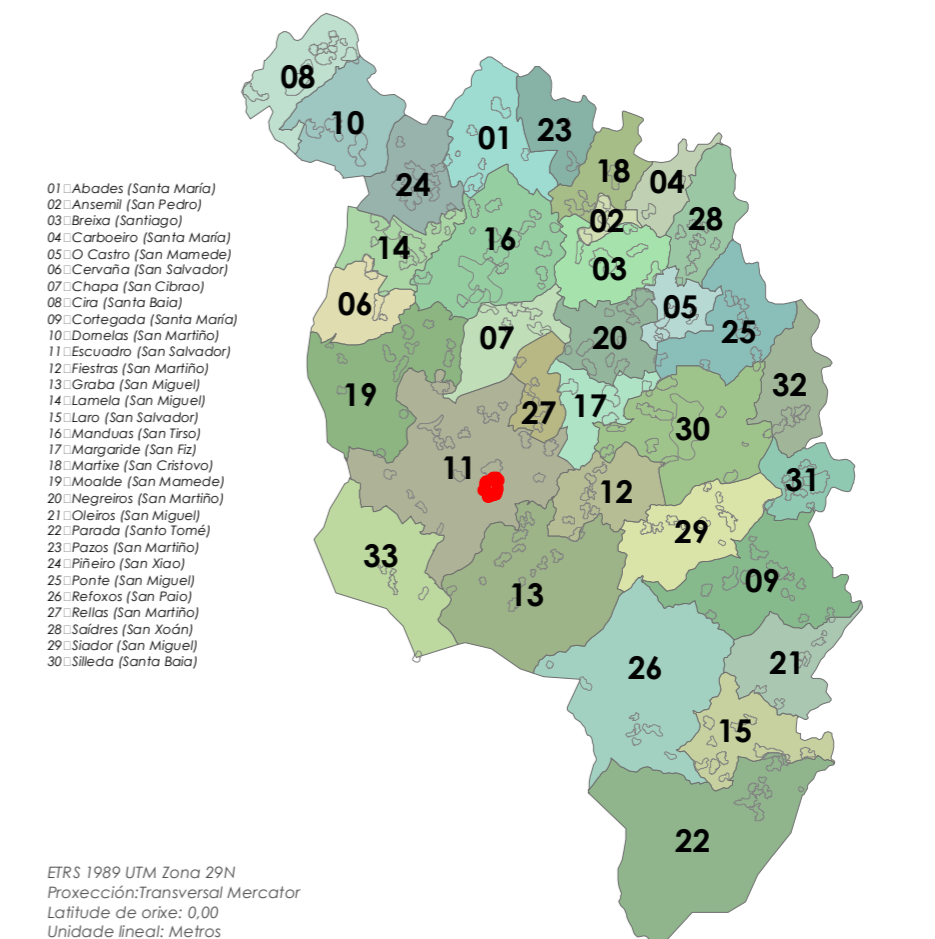 08
10
01
23
18
04
24
28
02
16
14
03
05
06
25
20
07
32
19
27
17
30
11
31
12
29
33
09
13
26
21
15
22
01 Abades (Santa María)
02 Ansemil (San Pedro)
03 Breixa (Santiago)
04 Carboeiro (Santa María)
05 O Castro (San Mamede)
06 Cervaña (San Salvador)
07 Chapa (San Cibrao)
08 Cira (Santa Baia)
09 Cortegada (Santa María)
10 Dornelas (San Martiño)
11 Escuadro (San Salvador)
12 Fiestras (San Martiño)
13 Graba (San Miguel)
14 Lamela (San Miguel)
15 Laro (San Salvador)
16 Manduas (San Tirso)
17 Margaride (San Fiz)
18 Martixe (San Cristovo)
19 Moalde (San Mamede)
20 Negreiros (San Martiño)
21 Oleiros (San Miguel)
22 Parada (Santo Tomé)
23 Pazos (San Martiño)
24 Piñeiro (San Xiao)
25 Ponte (San Miguel)
26 Refoxos (San Paio)
27 Rellas (San Martiño)
28 Saídres (San Xoán)
29 Siador (San Miguel)
30 Silleda (Santa Baia)
ETRS 1989 UTM Zona 29N
Proxección:Transversal Mercator
Latitude de orixe: 0,00
Unidade lineal: Metros